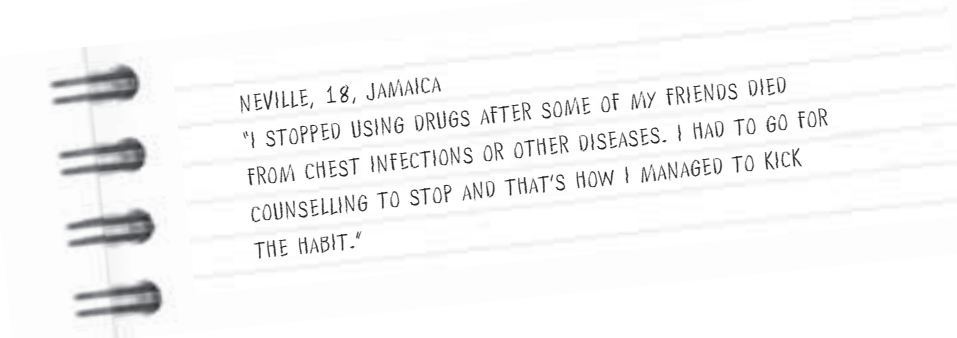 NEVILLE, 18, JAMAICA
"I STOPPED USING DRUGS AFTER SOME OF MY FRIENDS DIED
FROM CHEST INFECTIONS OR OTHER DISEASES. I HAD TO GO FOR
COUNSELLING TO STOP AND THAT'S HOW I MANAGED TO KICK
THE HABIT."